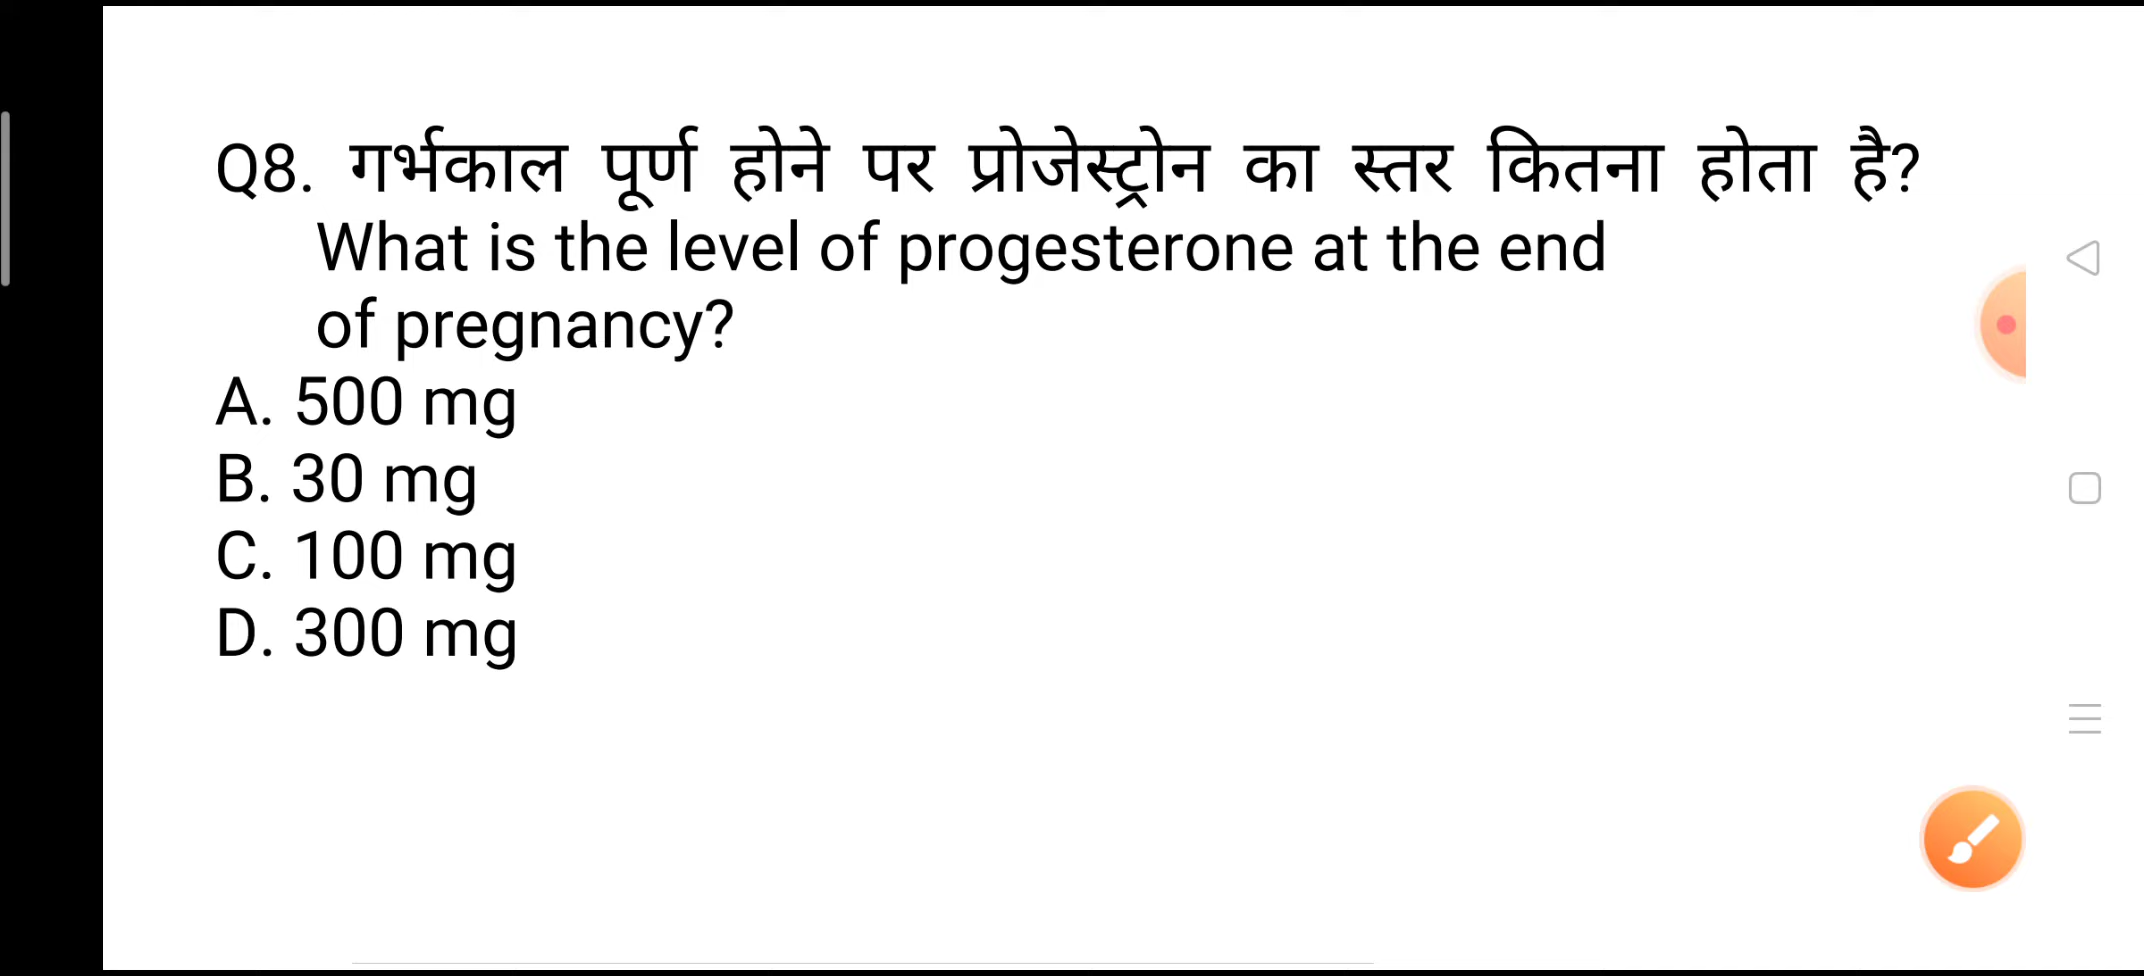 Q8. गर्भकाल पूर्ण होने पर प्रोजेस्ट्रोन का स्तर कितना होता है?
What is the level of progesterone at the end
of pregnancy?
A. 500 mg
B. 30 mg
C. 100 mg
D. 300 mg